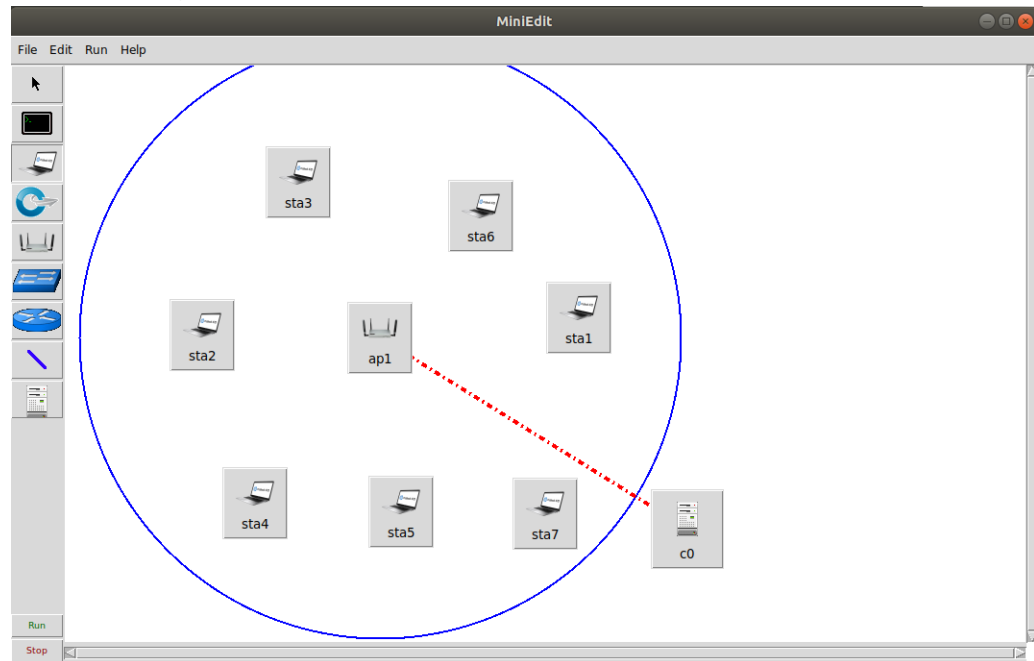 MiniEdit
File Edit Run Help
sta3
sta6
sta1
sta2
ap1
sta4
sta5
sta7
c0
Run
Stop